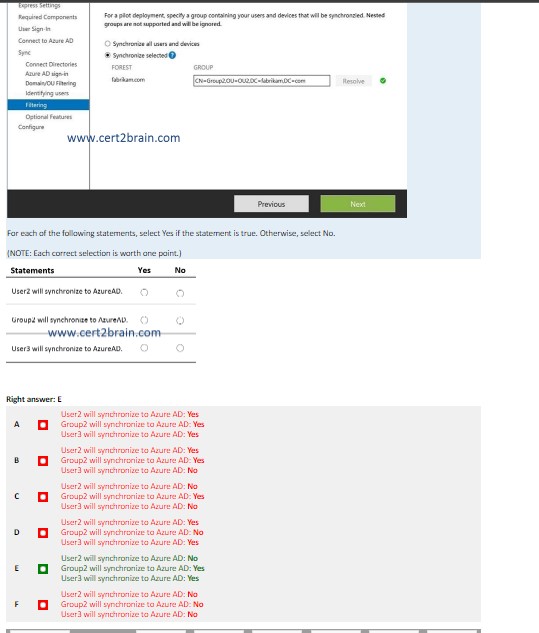 Express Settings
Required Components
User Sign-In
Connect to Azure AD
Sync
Connect Directories
Azure AD sign-in
Domain/OU Filtering
Identifying users
Filtering
Optional Features
Configure
For a pilot deployment, specify a group containing your users and devices that will be synchronzied. Nested
groups are not supported and will be ignored.
Synchronize all users and devices
Synchronize selected ?
FOREST GROUP
fabrikam.com CN=Group2,OU=OU2,DC=fabrikam,DC=com Resolve
www.cert2brain.com
Previous Next
For each of the following statements, select Yes if the statement is true. Otherwise, select No.
(NOTE: Each correct selection is worth one point.)
Statements Yes No
User2 will synchronize to AzureAD.
Group2 will synchronize to AzureAD.
www.cert2brain.com
User3 will synchronize to AzureAD.
Right answer: E
User2 will synchronize to Azure AD: Yes
A Group2 will synchronize to Azure AD: Yes
User3 will synchronize to Azure AD: Yes
User2 will synchronize to Azure AD: Yes
B Group2 will synchronize to Azure AD: Yes
User3 will synchronize to Azure AD: No
User2 will synchronize to Azure AD: No
C Group2 will synchronize to Azure AD: Yes
User3 will synchronize to Azure AD: No
User2 will synchronize to Azure AD: Yes
D Group2 will synchronize to Azure AD: No
User3 will synchronize to Azure AD: Yes
User2 will synchronize to Azure AD: No
E Group2 will synchronize to Azure AD: Yes
User3 will synchronize to Azure AD: Yes
User2 will synchronize to Azure AD: No
F Group2 will synchronize to Azure AD: No
User3 will synchronize to Azure AD: No